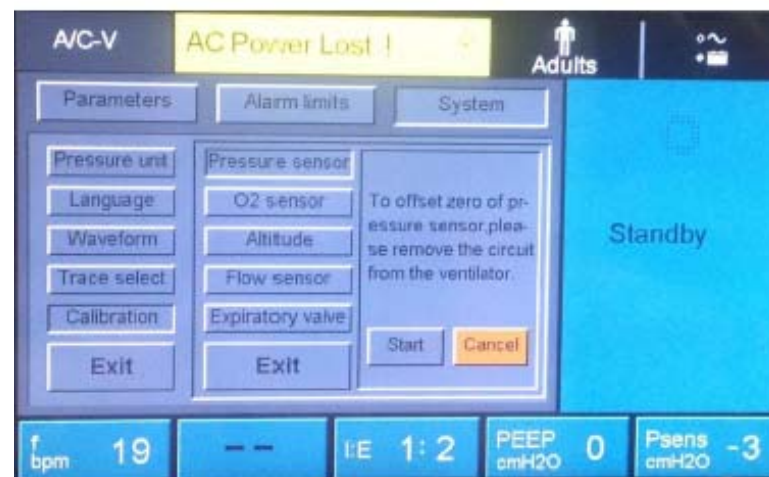 A/C-V
AC Power Lost !
Adults
Parameters
Alarm limits
System
Pressure unit
Language
Waveform
Trace select
Calibration
Exit
Pressure sensor
O2 sensor
Altitude
Flow sensor
Expiratory valve
Exit
To offset zero of pr-
essure sensor,plea-
se remove the circuit
from the ventilator.
Start
Cancel
Standby
f
bpm
19
--
I:E
1:2
PEEP
cmH2O
0
Psens
cmH2O
-3